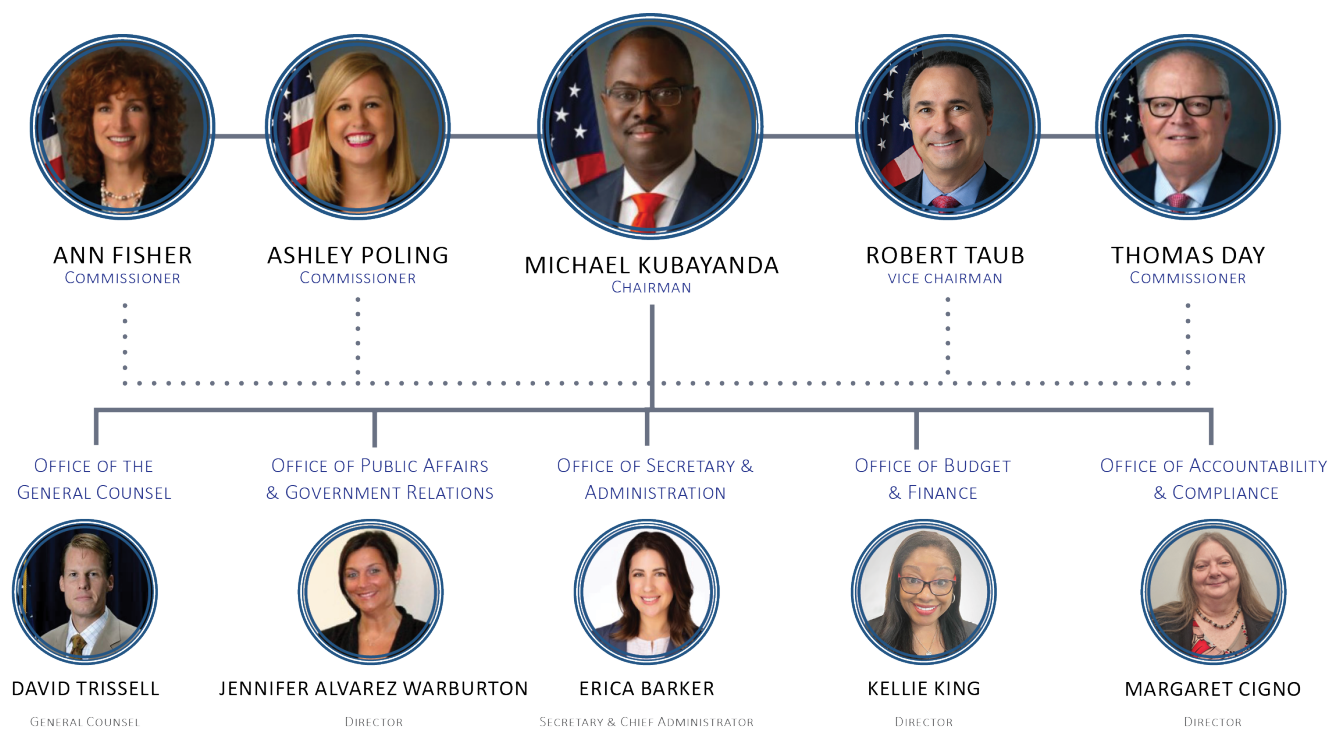 ANN FISHER
COMMISSIONER
ASHLEY POLING
COMMISSIONER
MICHAEL KUBAYANDA
CHAIRMAN
ROBERT TAUB
VICE CHAIRMAN
THOMAS DAY
COMMISSIONER
OFFICE OF THE
GENERAL COUNSEL
OFFICE OF PUBLIC AFFAIRS
& GOVERNMENT RELATIONS
OFFICE OF SECRETARY &
ADMINISTRATION
OFFICE OF BUDGET
& FINANCE
OFFICE OF ACCOUNTABILITY
& COMPLIANCE
DAVID TRISSELL
GENERAL COUNSEL
JENNIFER ALVAREZ WARBURTON
DIRECTOR
ERICA BARKER
SECRETARY & CHIEF ADMINISTRATOR
KELLIE KING
DIRECTOR
MARGARET CIGNO
DIRECTOR